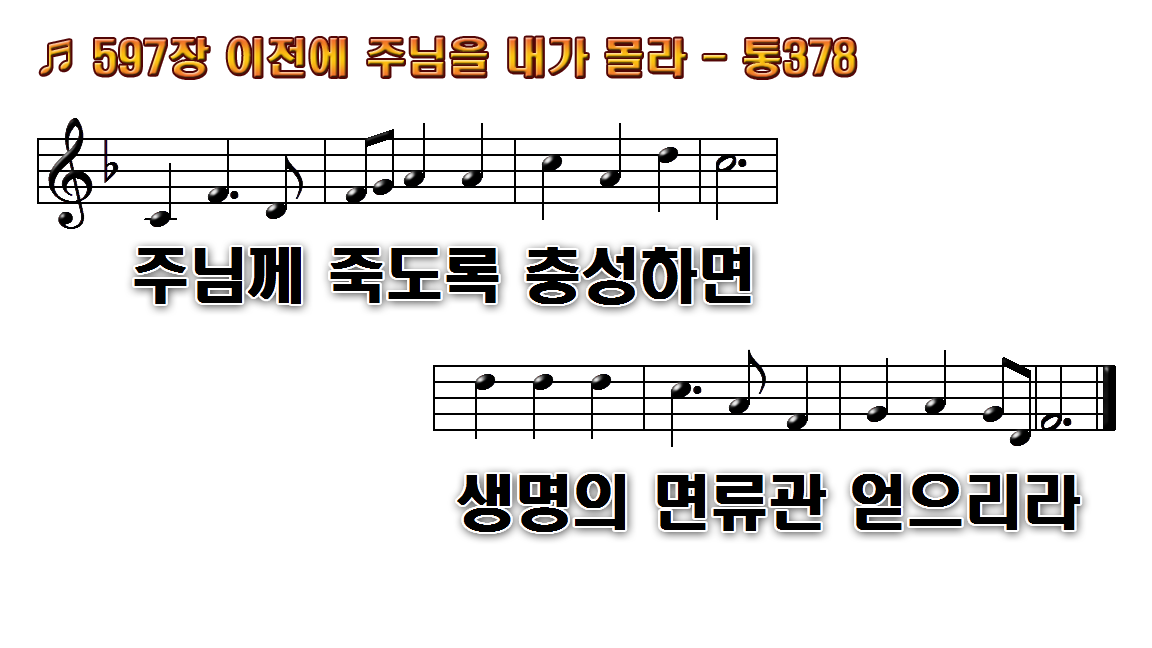 597장 이전에 주님을 내가 몰라 - 통378
주님께 죽도록 충성하면
생명의 면류관 얻으리라